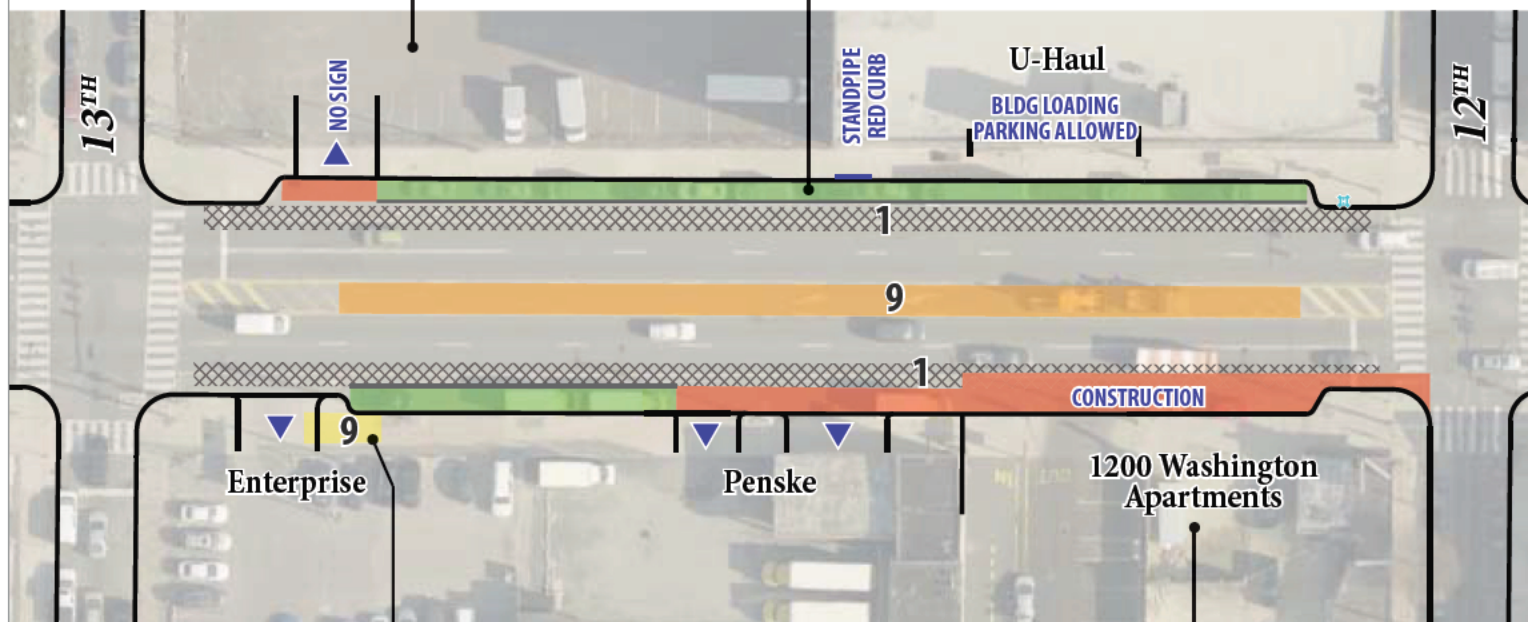 13TH
NO SIGN
STANDPIPE
RED CURB
U-Haul
BLDG LOADING
PARKING ALLOWED
12TH
1
9
1
CONSTRUCTION
9
Enterprise
Penske
1200 Washington
Apartments